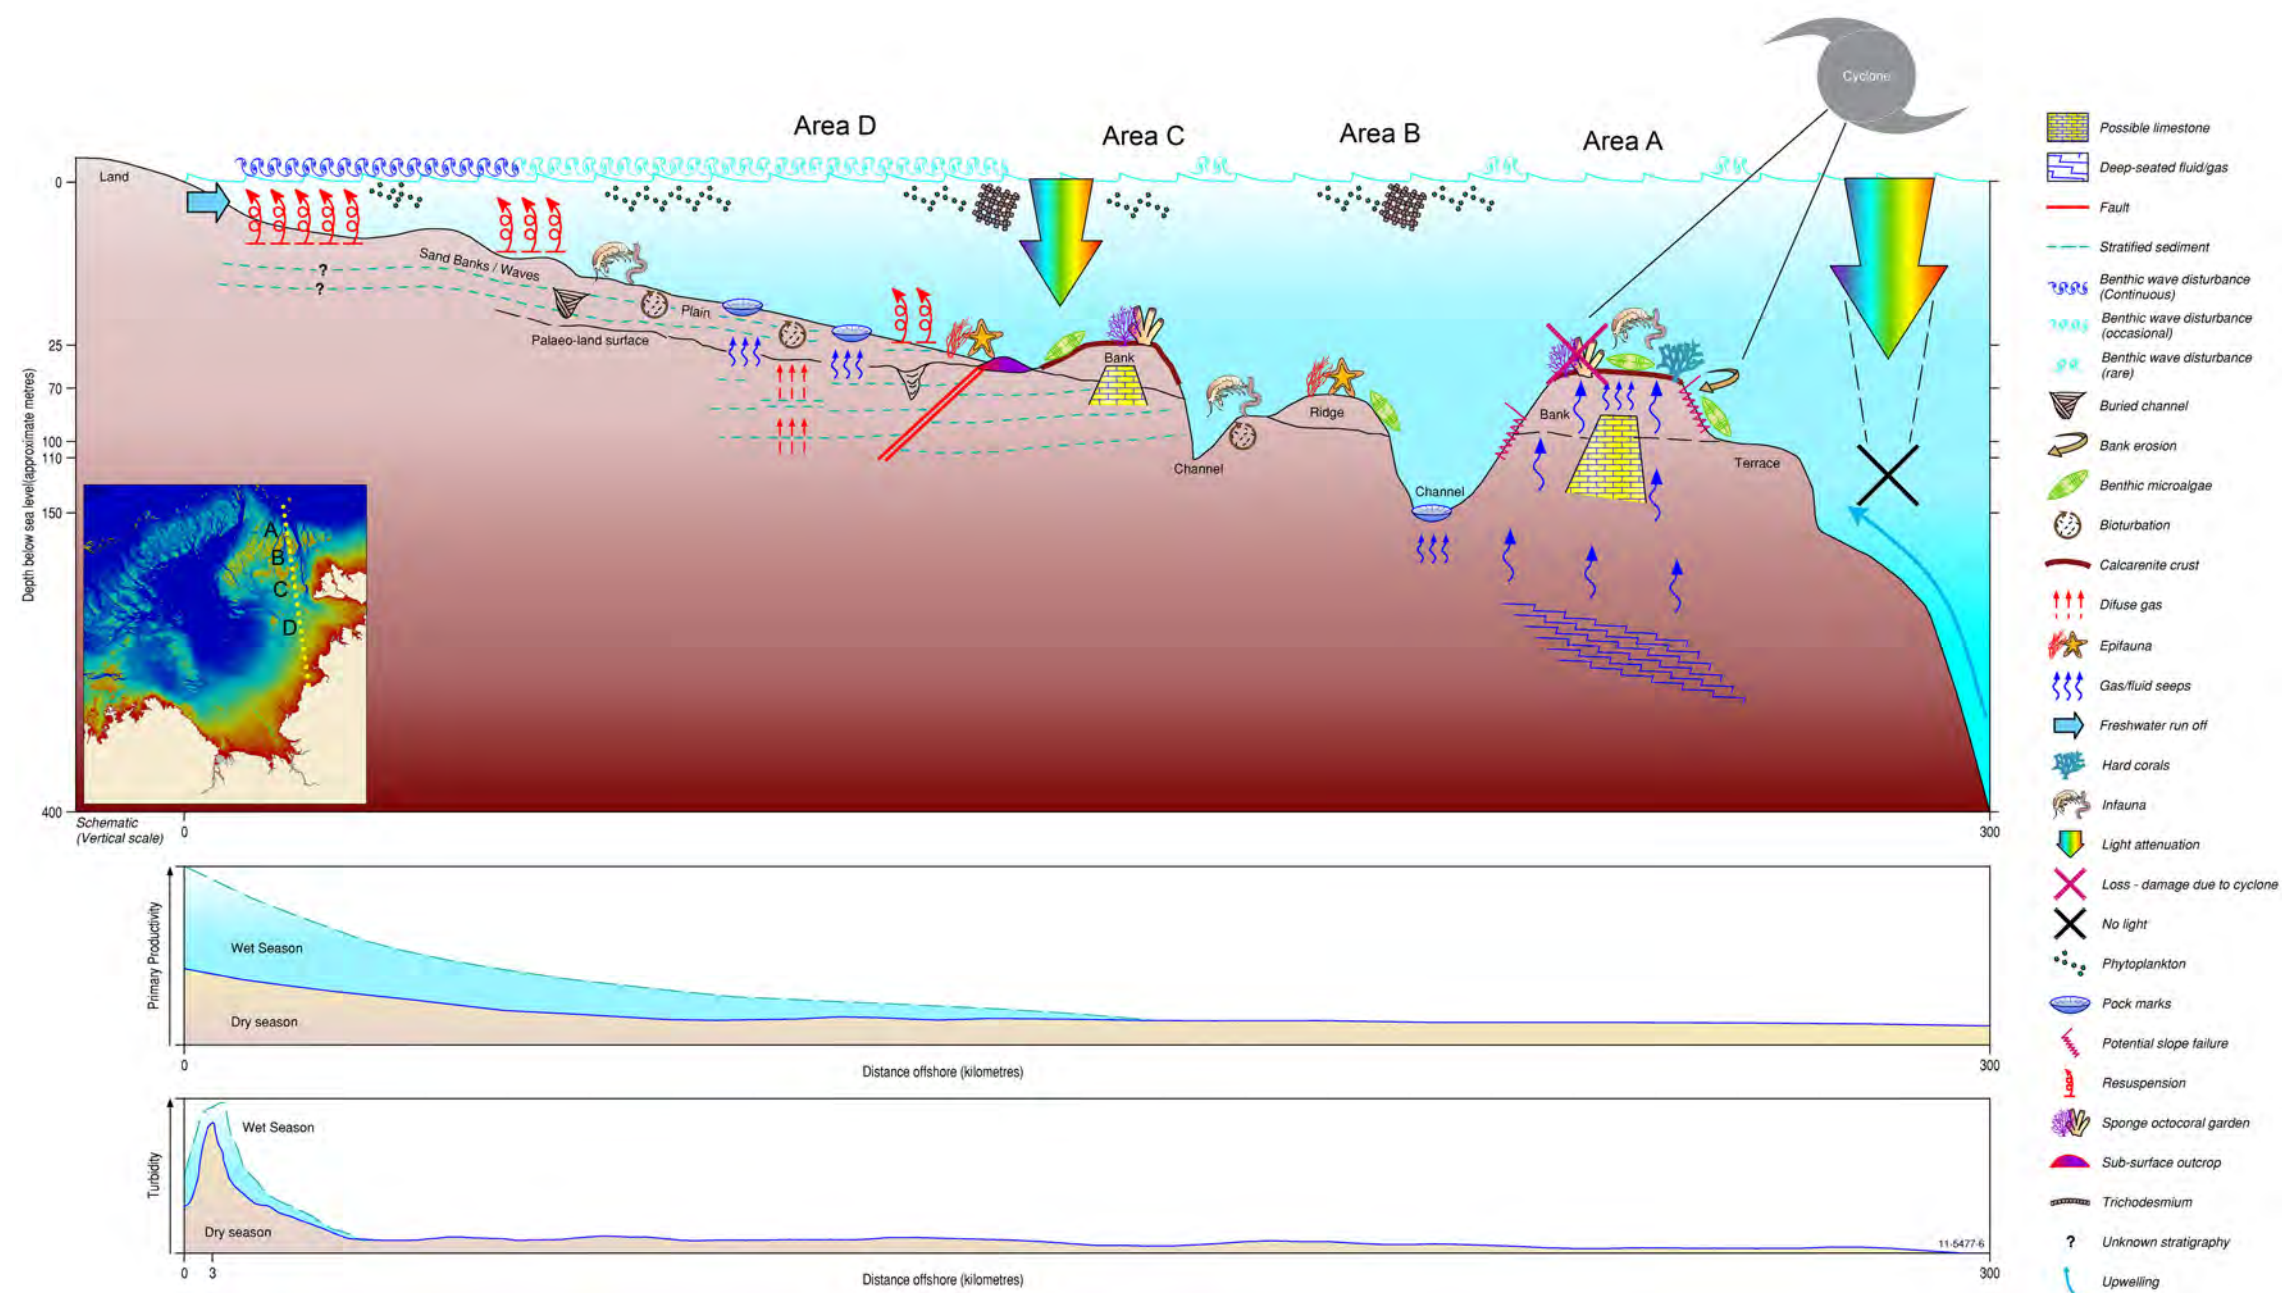 Cyclone
Area D
Area C
Area B
Area A
Land
0
Sand Banks / Waves
?
?
Plain
Palaeo-land surface
25
70
100
110
150
400
Depth below sea level(approximate metres)
Bank
Ridge
Channel
Channel
Bank
Terrace
A
B
C
D
Schematic
(Vertical scale)
0
300
Primary Productivity
Wet Season
Dry season
0
Distance offshore (kilometres)
300
Turbidity
Wet Season
Dry season
11-5477-6
0
3
Distance offshore (kilometres)
300
Possible limestone
Deep-seated fluid/gas
Fault
Stratified sediment
Benthic wave disturbance
(Continuous)
Benthic wave disturbance
(occasional)
Benthic wave disturbance
(rare)
Buried channel
Bank erosion
Benthic microalgae
Bioturbation
Calcarenite crust
Difuse gas
Epifauna
Gas/fluid seeps
Freshwater run off
Hard corals
Infauna
Light attenuation
Loss - damage due to cyclone
No light
Phytoplankton
Pock marks
Potential slope failure
Resuspension
Sponge octocoral garden
Sub-surface outcrop
Trichodesmium
? Unknown stratigraphy
Upwelling